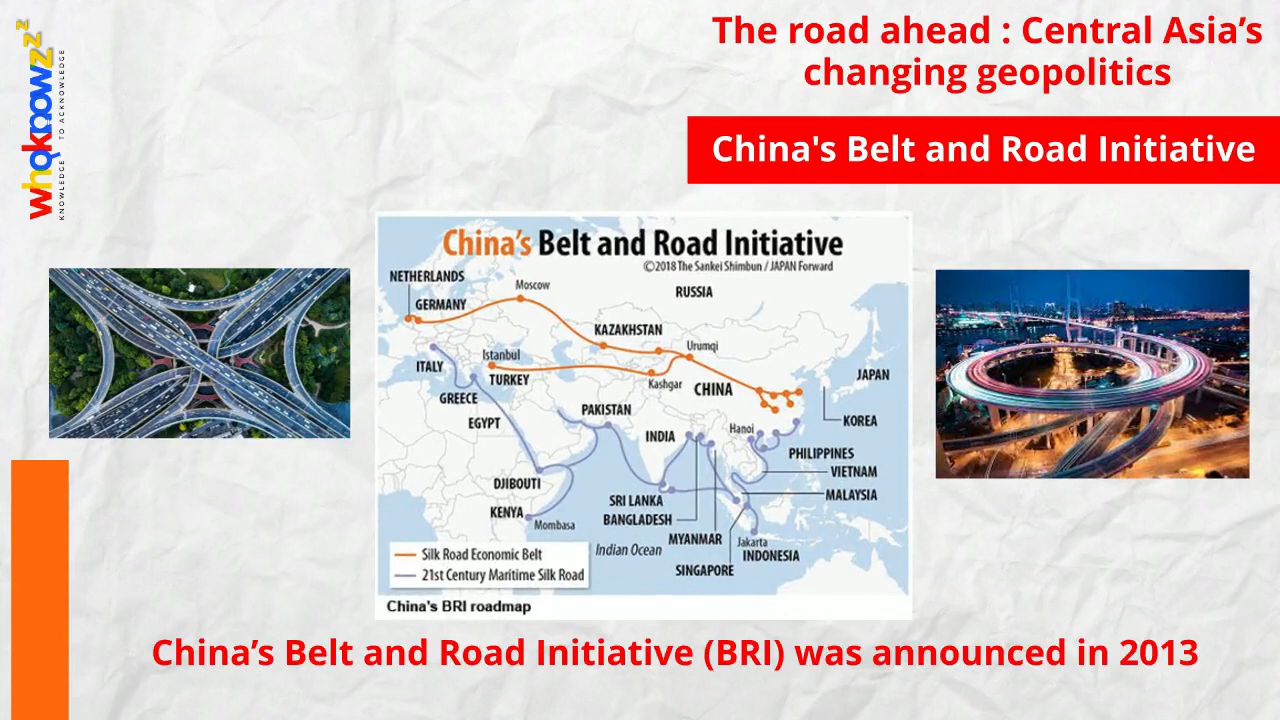 The road ahead : Central Asia’s
changing geopolitics
China's Belt and Road Initiative
whqknowzzz
KNOWLEDGE TO ACKNOWLEDGE
China's Belt and Road Initiative
©2018 The Sankei Shimbun / JAPAN Forward
NETHERLANDS
Moscow
RUSSIA
GERMANY
KAZAKHSTAN
Urumqi
Istanbul
ITALY
TURKEY
Kashgar
CHINA
JAPAN
GREECE
PAKISTAN
KOREA
EGYPT
INDIA
Hanoi
PHILIPPINES
VIETNAM
DJIBOUTI
MALAYSIA
SRI LANKA
KENYA
BANGLADESH
Mombasa
MYANMAR
Jakarta
Indian Ocean
INDONESIA
SINGAPORE
Silk Road Economic Belt
21st Century Maritime Silk Road
China's BRI roadmap
China’s Belt and Road Initiative (BRI) was announced in 2013